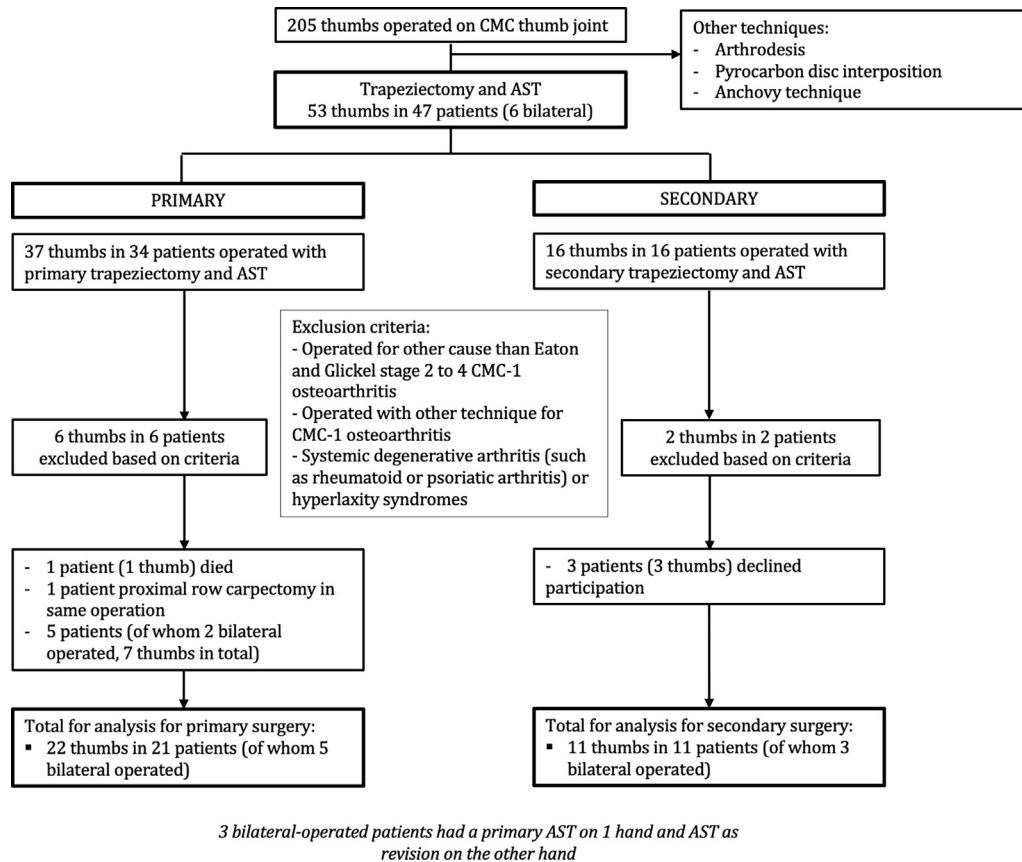 205 thumbs operated on CMC thumb joint
Other techniques:
- Arthrodesis
- Pyrocarbon disc interposition
- Anchovy technique
Trapeziectomy and AST
53 thumbs in 47 patients (6 bilateral)
PRIMARY
SECONDARY
37 thumbs in 34 patients operated with
primary trapeziectomy and AST
16 thumbs in 16 patients operated with
secondary trapeziectomy and AST
Exclusion criteria:
- Operated for other cause than Eaton
and Glickel stage 2 to 4 CMC-1
osteoarthritis
- Operated with other technique for
CMC-1 osteoarthritis
- Systemic degenerative arthritis (such
as rheumatoid or psoriatic arthritis) or
hyperlaxity syndromes
6 thumbs in 6 patients
excluded based on criteria
2 thumbs in 2 patients
excluded based on criteria
- 1 patient (1 thumb) died
- 1 patient proximal row carpectomy in
same operation
- 5 patients (of whom 2 bilateral
operated, 7 thumbs in total)
- 3 patients (3 thumbs) declined
participation
Total for analysis for primary surgery:
▪ 22 thumbs in 21 patients (of whom 5
bilateral operated)
Total for analysis for secondary surgery:
▪ 11 thumbs in 11 patients (of whom 3
bilateral operated)
3 bilateral-operated patients had a primary AST on 1 hand and AST as
revision on the other hand